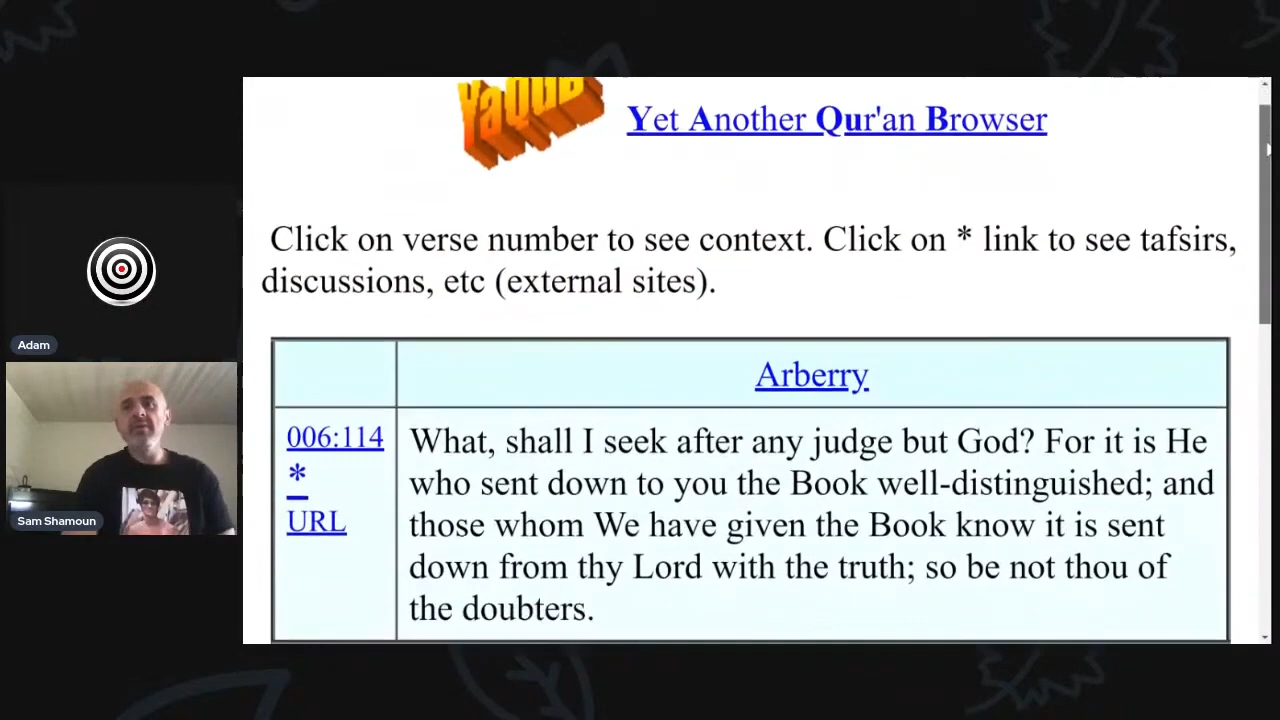 YaQuB
Yet Another Qur'an Browser
Click on verse number to see context. Click on * link to see tafsirs,
discussions, etc (external sites).
Adam
Arberry
006:114
*
URL
What, shall I seek after any judge but God? For it is He
who sent down to you the Book well-distinguished; and
those whom We have given the Book know it is sent
down from thy Lord with the truth; so be not thou of
the doubters.
Sam Shamoun